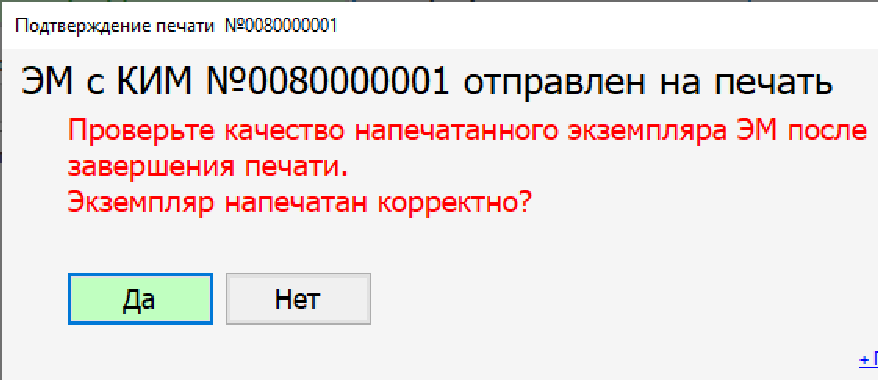 Подтверждение печати №0080000001
ЭМ с КИМ №0080000001 отправлен на печать
Проверьте качество напечатанного экземпляра ЭМ после
завершения печати.
Экземпляр напечатан корректно?
Да
Нет
+